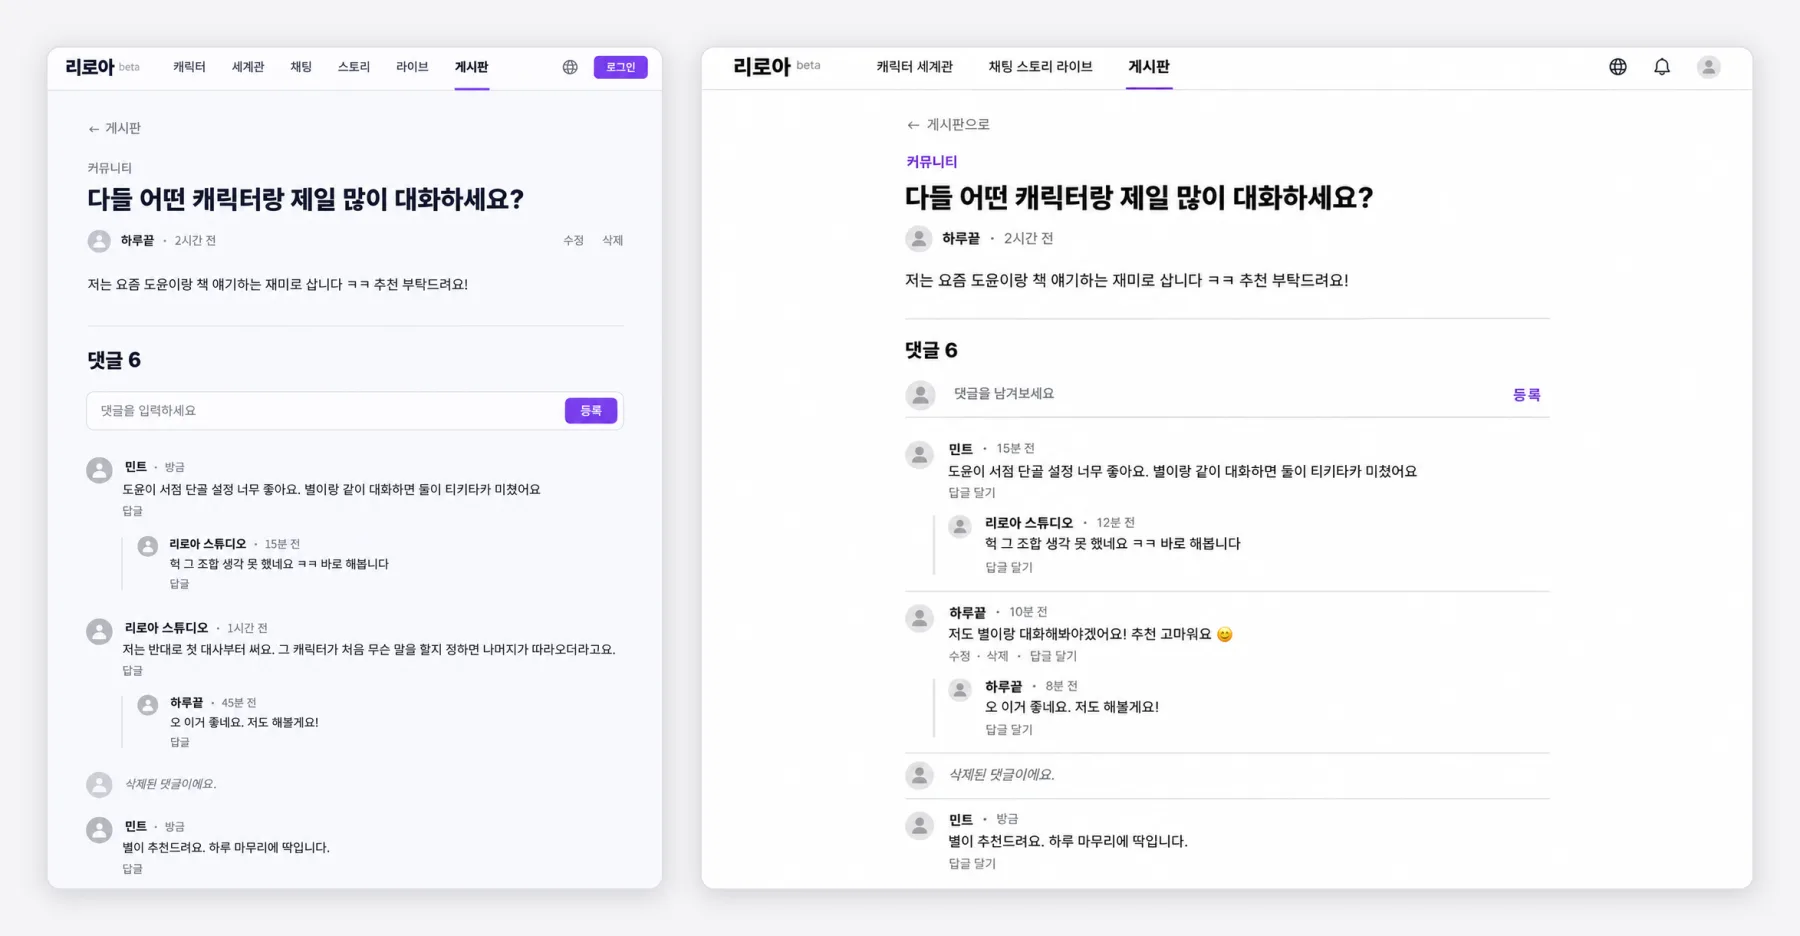 리로아 beta 캐릭터 세계관 채팅 스토리 라이브 게시판 로그인
← 게시판
커뮤니티
다들 어떤 캐릭터랑 제일 많이 대화하세요?
하루끝 · 2시간 전 수정 삭제
저는 요즘 도윤이랑 책 얘기하는 재미로 삽니다 ㅋㅋ 추천 부탁드려요!
댓글 6
댓글을 입력하세요 등록
민트 · 방금
도윤이 서점 단골 설정 너무 좋아요. 별이랑 같이 대화하면 둘이 티키타카 미쳤어요
답글
리로아 스튜디오 · 15분 전
헉 그 조합 생각 못 했네요 ㅋㅋ 바로 해봅니다
답글
리로아 스튜디오 · 1시간 전
저는 반대로 첫 대사부터 써요. 그 캐릭터가 처음 무슨 말을 할지 정하면 나머지가 따라오더라고요.
답글
하루끝 · 45분 전
오 이거 좋네요. 저도 해볼게요!
답글
삭제된 댓글이에요.
민트 · 방금
별이 추천드려요. 하루 마무리에 딱입니다.
답글
리로아 beta 캐릭터 세계관 채팅 스토리 라이브 게시판
← 게시판으로
커뮤니티
다들 어떤 캐릭터랑 제일 많이 대화하세요?
하루끝 · 2시간 전
저는 요즘 도윤이랑 책 얘기하는 재미로 삽니다 ㅋㅋ 추천 부탁드려요!
댓글 6
댓글을 남겨보세요 등록
민트 · 15분 전
도윤이 서점 단골 설정 너무 좋아요. 별이랑 같이 대화하면 둘이 티키타카 미쳤어요
답글 달기
리로아 스튜디오 · 12분 전
헉 그 조합 생각 못 했네요 ㅋㅋ 바로 해봅니다
답글 달기
하루끝 · 10분 전
저도 별이랑 대화해봐야겠어요! 추천 고마워요 😊
수정 · 삭제 · 답글 달기
하루끝 · 8분 전
오 이거 좋네요. 저도 해볼게요!
답글 달기
삭제된 댓글이에요.
민트 · 방금
별이 추천드려요. 하루 마무리에 딱입니다.
답글 달기